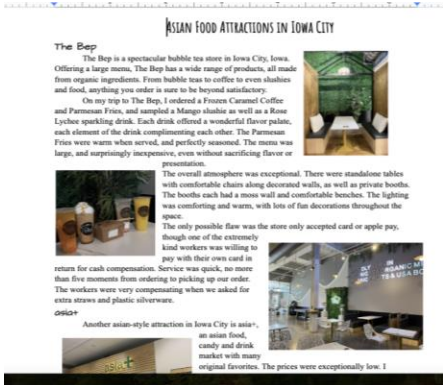 Asian Food Attractions in Iowa City
The Bep
The Bep is a spectacular bubble tea store in Iowa City, Iowa.
Offering a large menu, The Bep has a wide range of products, all made
from organic ingredients. From bubble teas to coffee to even slushies
and food, anything you order is sure to be beyond satisfactory.
On my trip to The Bep, I ordered a Frozen Caramel Coffee
and Parmesan Fries, and sampled a Mango slushie as well as a Rose
Lychee sparkling drink. Each drink offered a wonderful flavor palate,
each element of the drink complimenting each other. The Parmesan
Fries were warm when served, and perfectly seasoned. The menu was
large, and surprisingly inexpensive, even without sacrificing flavor or
presentation.
The overall atmosphere was exceptional. There were standalone tables
with comfortable chairs along decorated walls, as well as private booths.
The booths each had a moss wall and comfortable benches. The lighting
was comforting and warm, with lots of fun decorations throughout the
space.
The only possible flaw was the store only accepted card or apple pay,
though one of the extremely
kind workers was willing to
pay with their own card in
return for cash compensation. Service was quick, no more
than five moments from ordering to picking up our order.
The workers were very compensating when we asked for
extra straws and plastic silverware.
asia+
Another asian-style attraction in Iowa City is asia+,
an asian food,
candy and drink
market with many
original favorites. The prices were exceptionally low. I